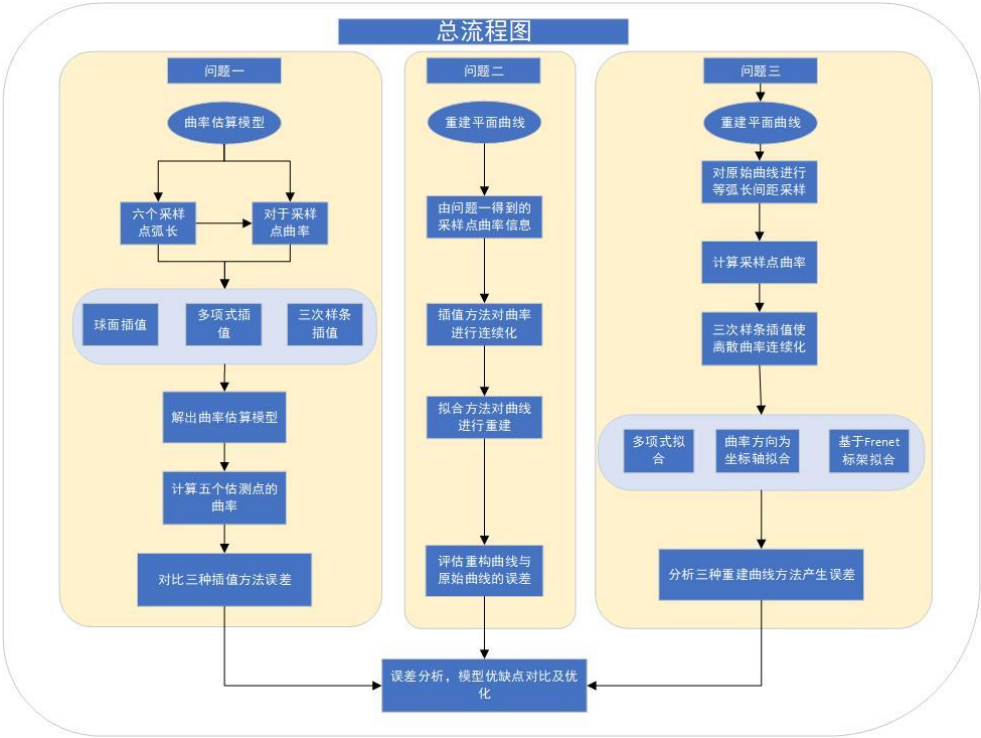 总流程图
问题一
曲率估算模型
六个采样
点弧长
对于采样
点曲率
球面插值
多项式插
值
三次样条
插值
解出曲率估算模型
计算五个估测点的
曲率
对比三种插值方法误差
问题二
重建平面曲线
由问题一得到的
采样点曲率信息
插值方法对曲率
进行连续化
拟合方法对曲线
进行重建
评估重构曲线与
原始曲线的误差
问题三
重建平面曲线
对原始曲线进行
等弧长间距采样
计算采样点曲率
三次样条插值使
离散曲率连续化
多项式拟
合
曲率方向为
坐标轴拟合
基于Frenet
标架拟合
分析三种重建曲线方法产生误差
误差分析，模型优缺点对比及优
化